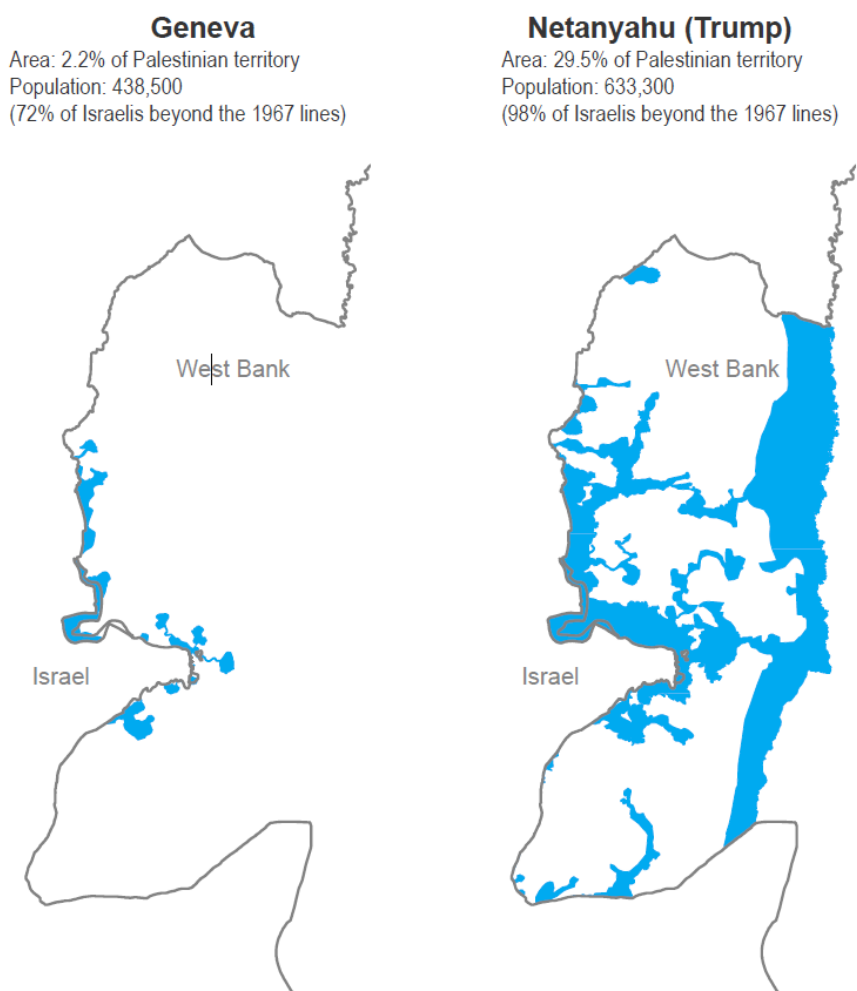 Geneva
Area: 2.2% of Palestinian territory
Population: 438,500
(72% of Israelis beyond the 1967 lines)
West Bank
Israel
Netanyahu (Trump)
Area: 29.5% of Palestinian territory
Population: 633,300
(98% of Israelis beyond the 1967 lines)
West Bank
Israel